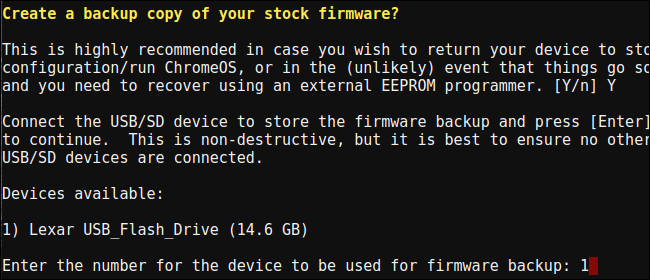 Create a backup copy of your stock firmware?
This is highly recommended in case you wish to return your device to
configuration/run ChromeOS, or in the (unlikely) event that things go
and you need to recover using an external EEPROM programmer. [Y/n] Y
Connect the USB/SD device to store the firmware backup and press [Enter]
to continue.  This is non-destructive, but it is best to ensure no other
USB/SD devices are connected.
Devices available:
1) Lexar USB_Flash_Drive (14.6 GB)
Enter the number for the device to be used for firmware backup: 1